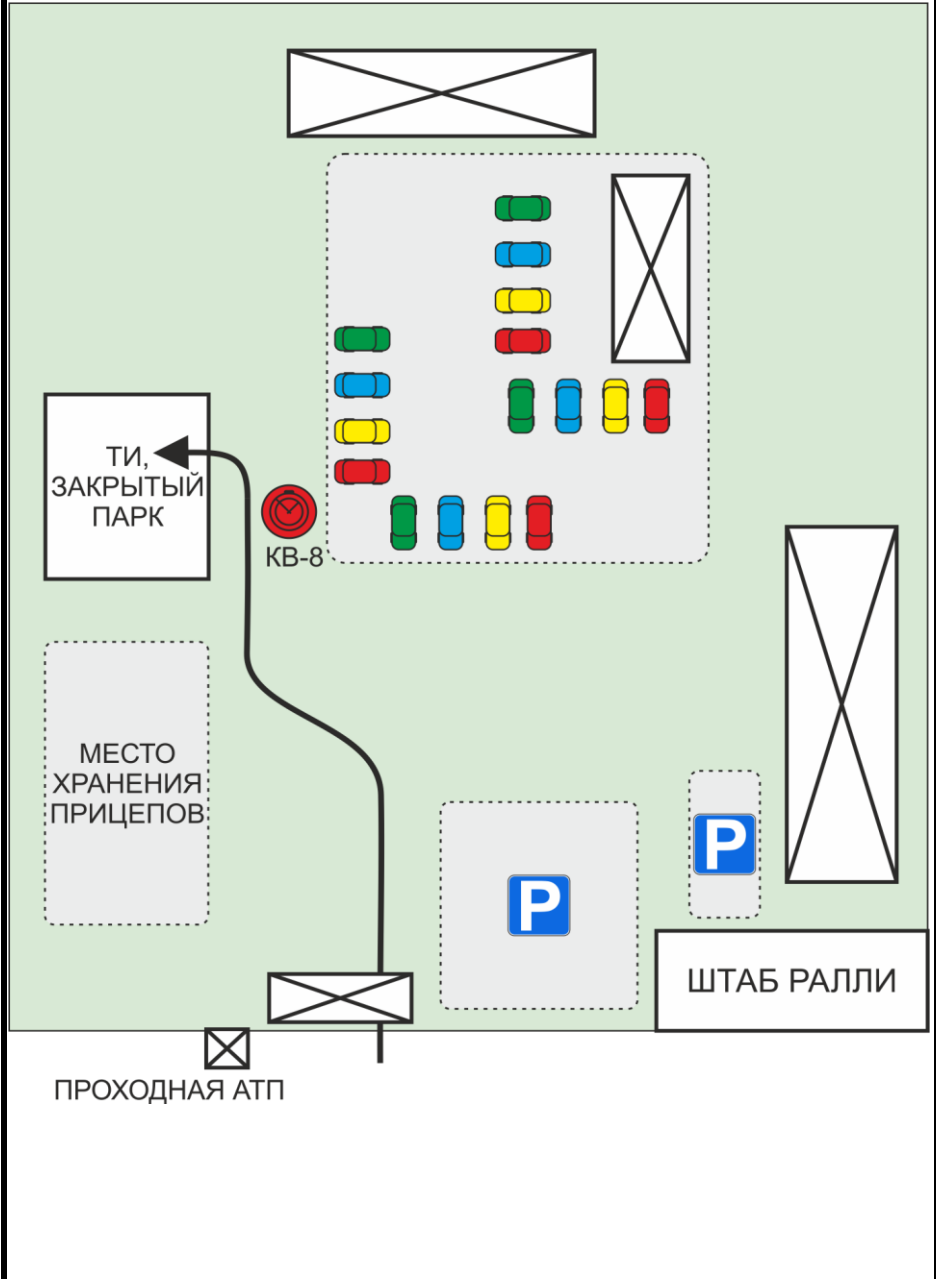 ТИ,
ЗАКРЫТЫЙ
ПАРК
КВ-8
МЕСТО
ХРАНЕНИЯ
ПРИЦЕПОВ
P
P
ШТАБ РАЛЛИ
ПРОХОДНАЯ АТП